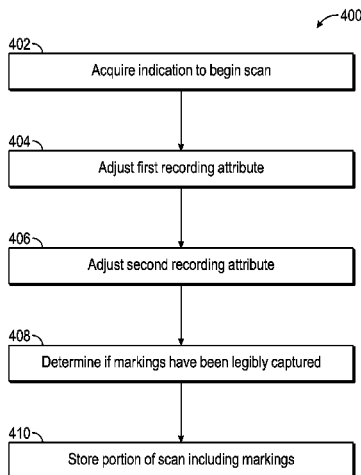 400
402
Acquire indication to begin scan
404
Adjust first recording attribute
406
Adjust second recording attribute
408
Determine if markings have been legibly captured
410
Store portion of scan including markings